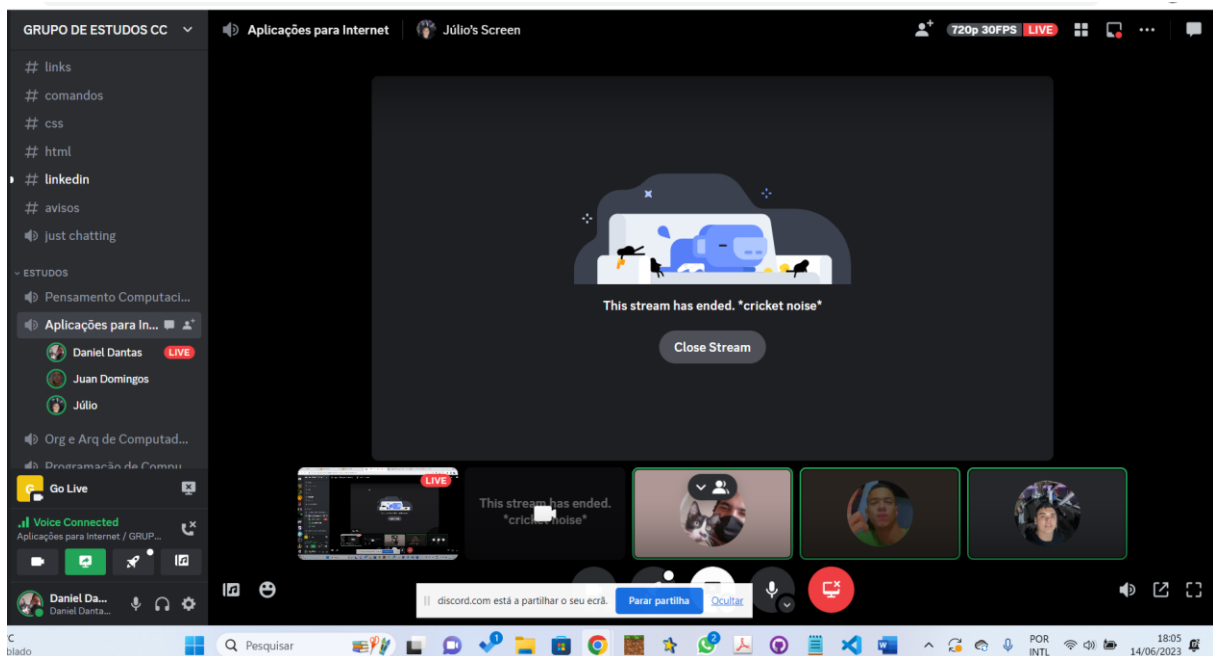 GRUPO DE ESTUDOS CC
Aplicações para Internet
Júlio's Screen
720p 30FPS LIVE
links
comandos
css
html
linkedin
avisos
just chatting
ESTUDOS
Pensamento Computaci...
Aplicações para In...
Daniel Dantas LIVE
Juan Domingos
Júlio
Org e Arq de Computad...
Programação de Compu
Go Live
Voice Connected
Aplicações para Internet / GRUP...
Daniel Da...
Daniel Danta...
This stream has ended. *cricket noise*
Close Stream
LIVE
This stream has ended.
*cricket noise*
discord.com está a partilhar o seu ecrã.
Parar partilha
Ocultar
°C
blado
Pesquisar
POR
INTL
18:05
14/06/2023